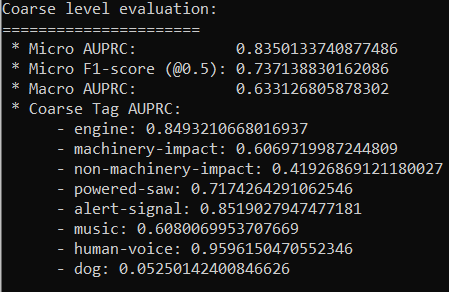 Coarse level evaluation:
======================
* Micro AUPRC: 0.8350133740877486
* Micro F1-score (@0.5): 0.737138830162086
* Macro AUPRC: 0.633126805878302
* Coarse Tag AUPRC:
- engine: 0.8493210668016937
- machinery-impact: 0.6069719987244809
- non-machinery-impact: 0.41926869121180027
- powered-saw: 0.7174264291062546
- alert-signal: 0.8519027947477181
- music: 0.6080069953707669
- human-voice: 0.9596150470552346
- dog: 0.05250142400846626